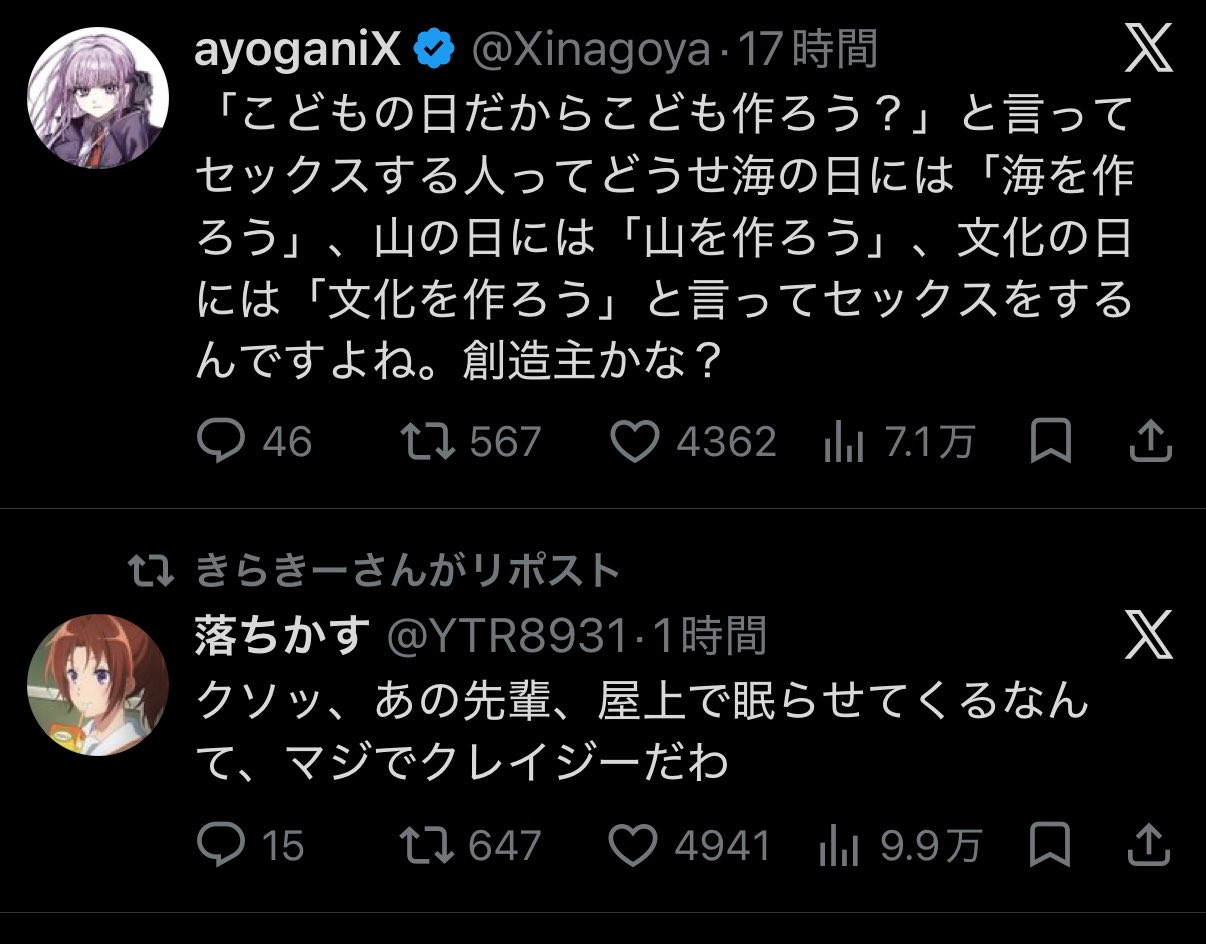 ayoganiX @Xinagoya·17時間
「こどもの日だからこども作ろう？」と言って
セックスする人ってどうせ海の日には「海を作
ろう」、山の日には「山を作ろう」、文化の日
には「文化を作ろう」と言ってセックスをする
んですよね。創造主かな？
46 567 4362 7.1万
きらきーさんがリポスト
落ちかす @YTR8931·1時間
クソッ、あの先輩、屋上で眠らせてくるなん
て、マジでクレイジーだわ
15 647 4941 9.9万